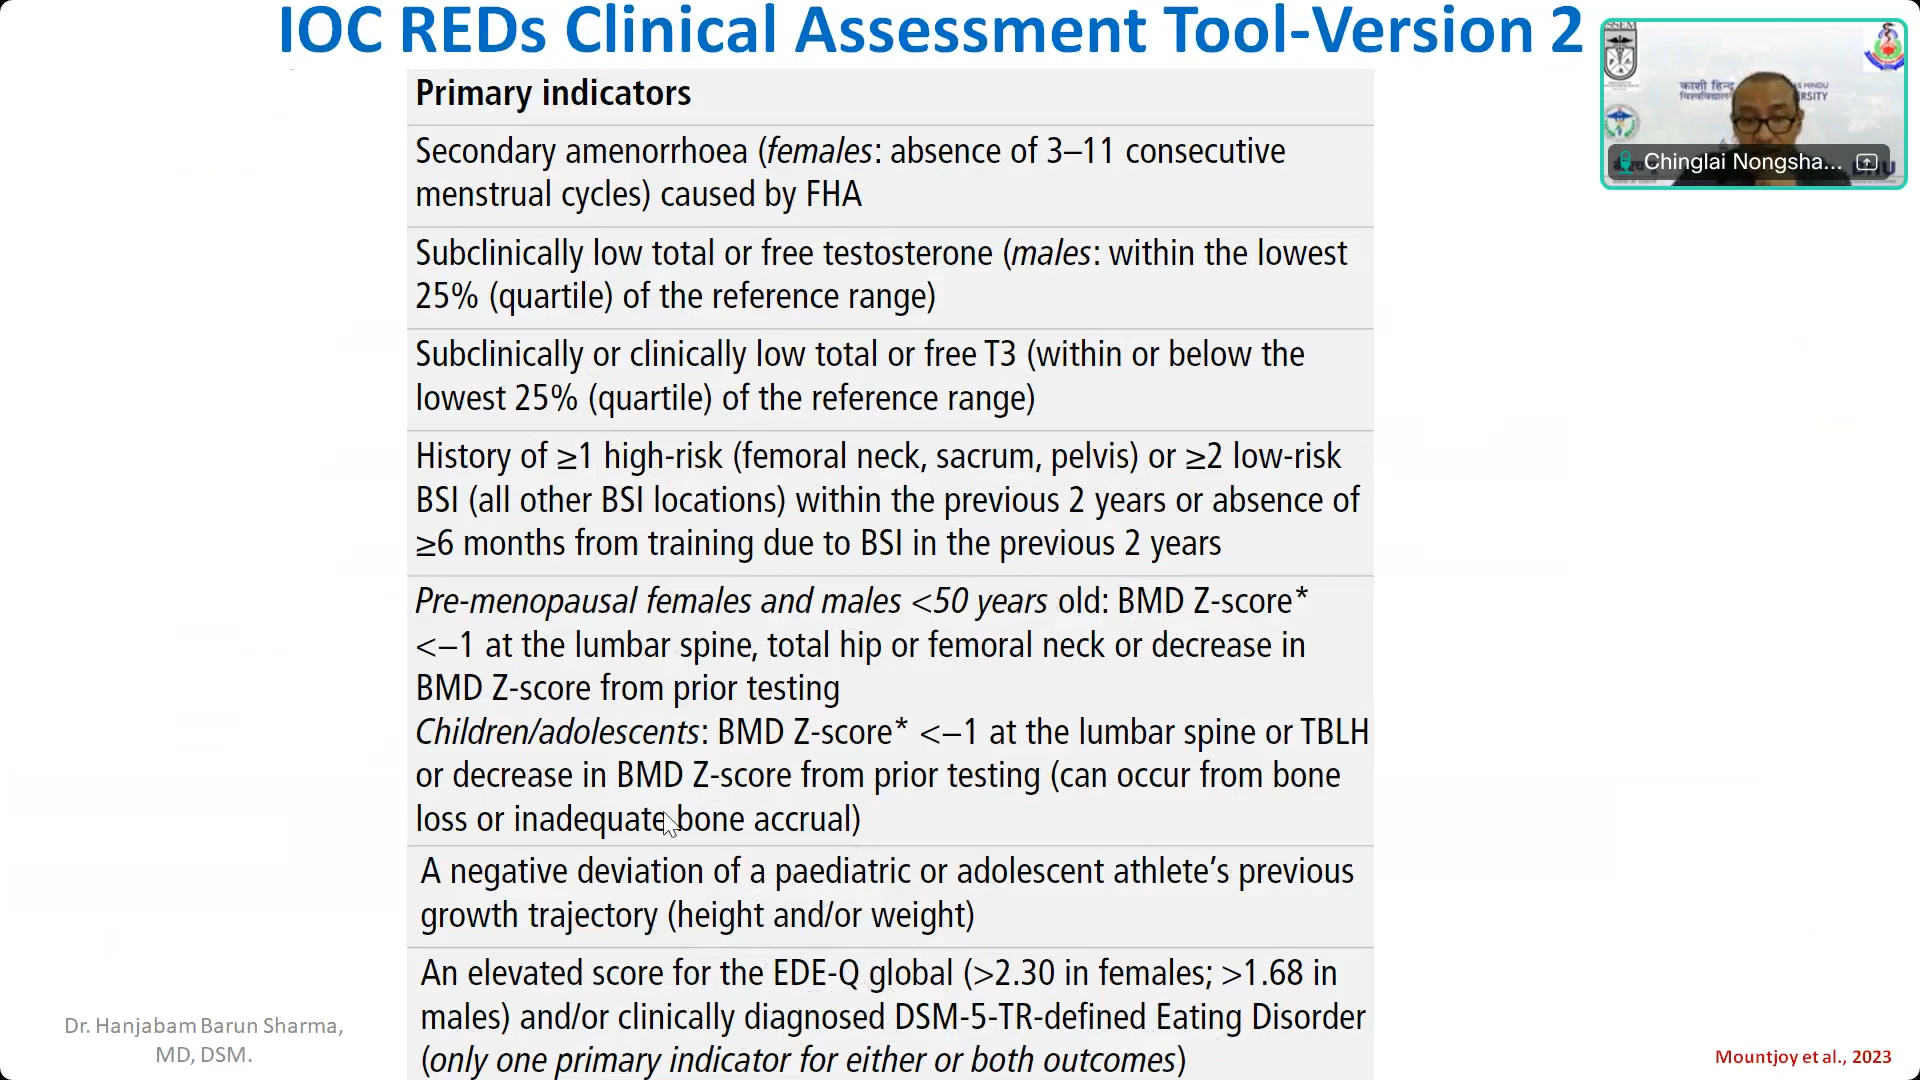 IOC REDs Clinical Assessment Tool-Version 2
Primary indicators
Secondary amenorrhoea (females: absence of 3–11 consecutive
menstrual cycles) caused by FHA
Subclinically low total or free testosterone (males: within the lowest
25% (quartile) of the reference range)
Subclinically or clinically low total or free T3 (within or below the
lowest 25% (quartile) of the reference range)
History of ≥1 high-risk (femoral neck, sacrum, pelvis) or ≥2 low-risk
BSI (all other BSI locations) within the previous 2 years or absence of
≥6 months from training due to BSI in the previous 2 years
Pre-menopausal females and males <50 years old: BMD Z-score*
<–1 at the lumbar spine, total hip or femoral neck or decrease in
BMD Z-score from prior testing
Children/adolescents: BMD Z-score* <–1 at the lumbar spine or TBLH
or decrease in BMD Z-score from prior testing (can occur from bone
loss or inadequate bone accrual)
A negative deviation of a paediatric or adolescent athlete’s previous
growth trajectory (height and/or weight)
An elevated score for the EDE-Q global (>2.30 in females; >1.68 in
males) and/or clinically diagnosed DSM-5-TR-defined Eating Disorder
(only one primary indicator for either or both outcomes)
काशी हिन्दू
HINDU
Chinglai Nongsha...
Dr. Hanjabam Barun Sharma,
MD, DSM.
Mountjoy et al., 2023